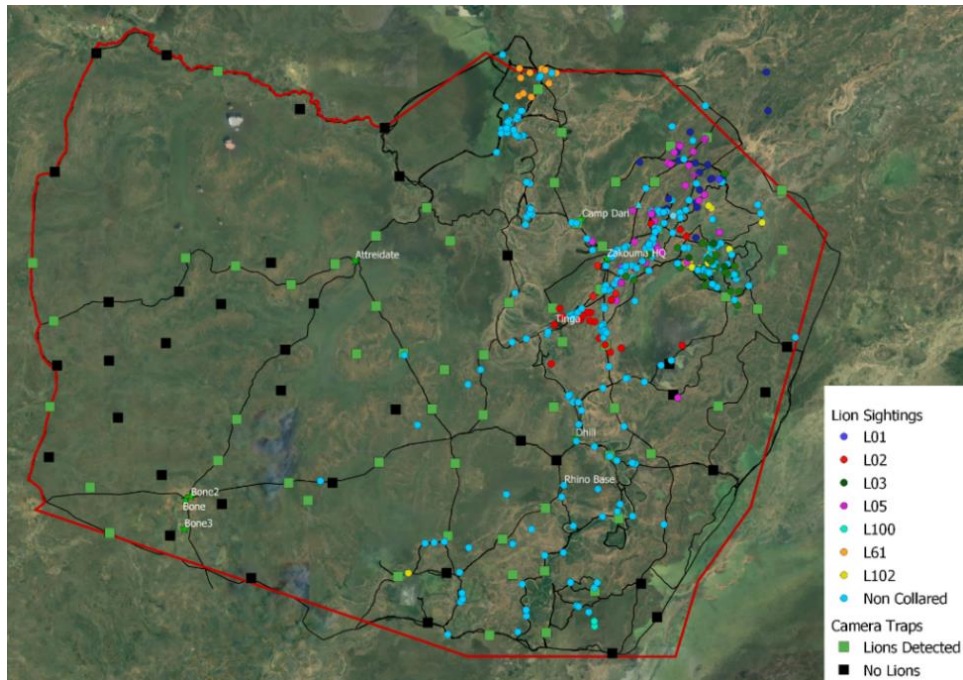 Camp Dari
Zakouma HQ
Attreidate
Tinga
Dhili
Rhino Base
Bone2
Bone
Bone3
Lion Sightings
L01
L02
L03
L05
L100
L61
L102
Non Collared
Camera Traps
Lions Detected
No Lions